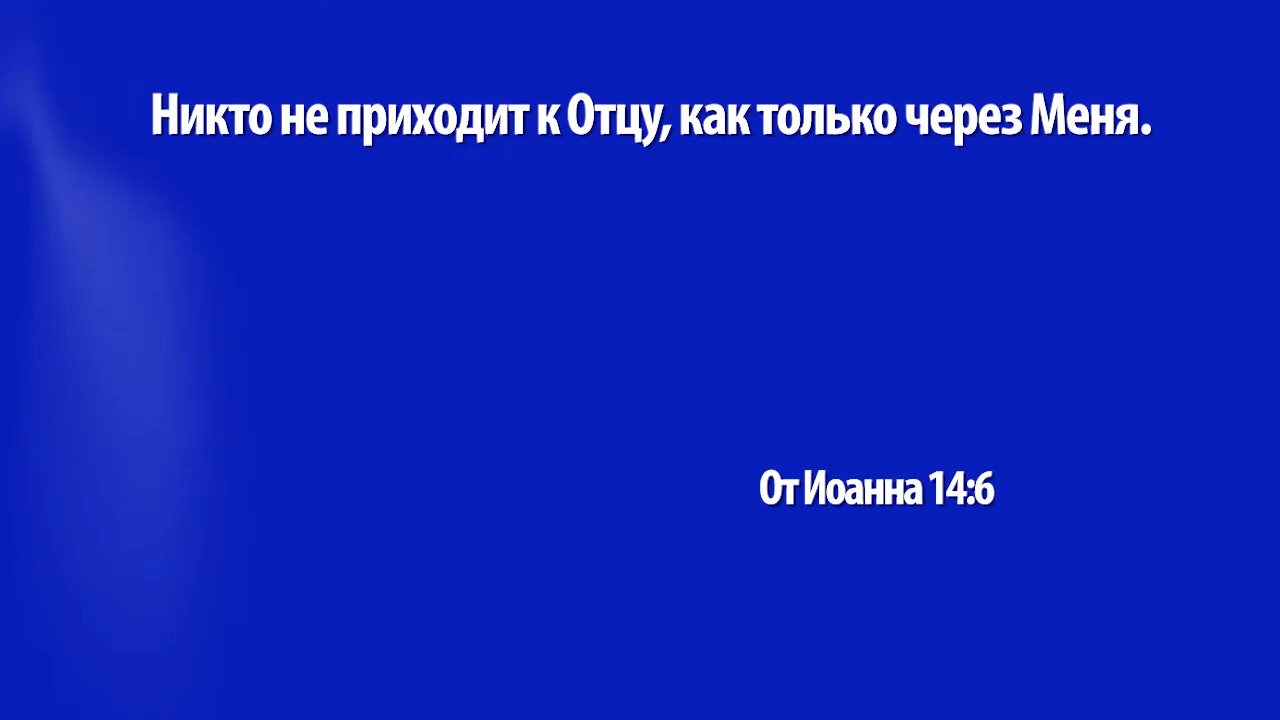 Никто не приходит к Отцу, как только через Меня.
От Иоанна 14:6